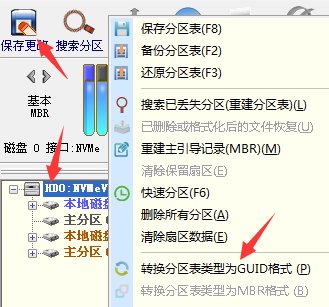 保存更改 搜索分区
基本
MBR
磁盘 0 接口:NVMe
HD0:NVMeV
本地磁
主分区
本地磁
主分区 0
保存分区表(F8)
备份分区表(F2)
还原分区表(F3)
搜索已丢失分区(重建分区表)(L)
已删除或格式化后的文件恢复(U)
重建主引导记录(MBR)(M)
清除保留扇区(E)
快速分区(F6)
删除所有分区(A)
清除扇区数据(E)
转换分区表类型为GUID格式 (P)
转换分区表类型为MBR格式 (B)